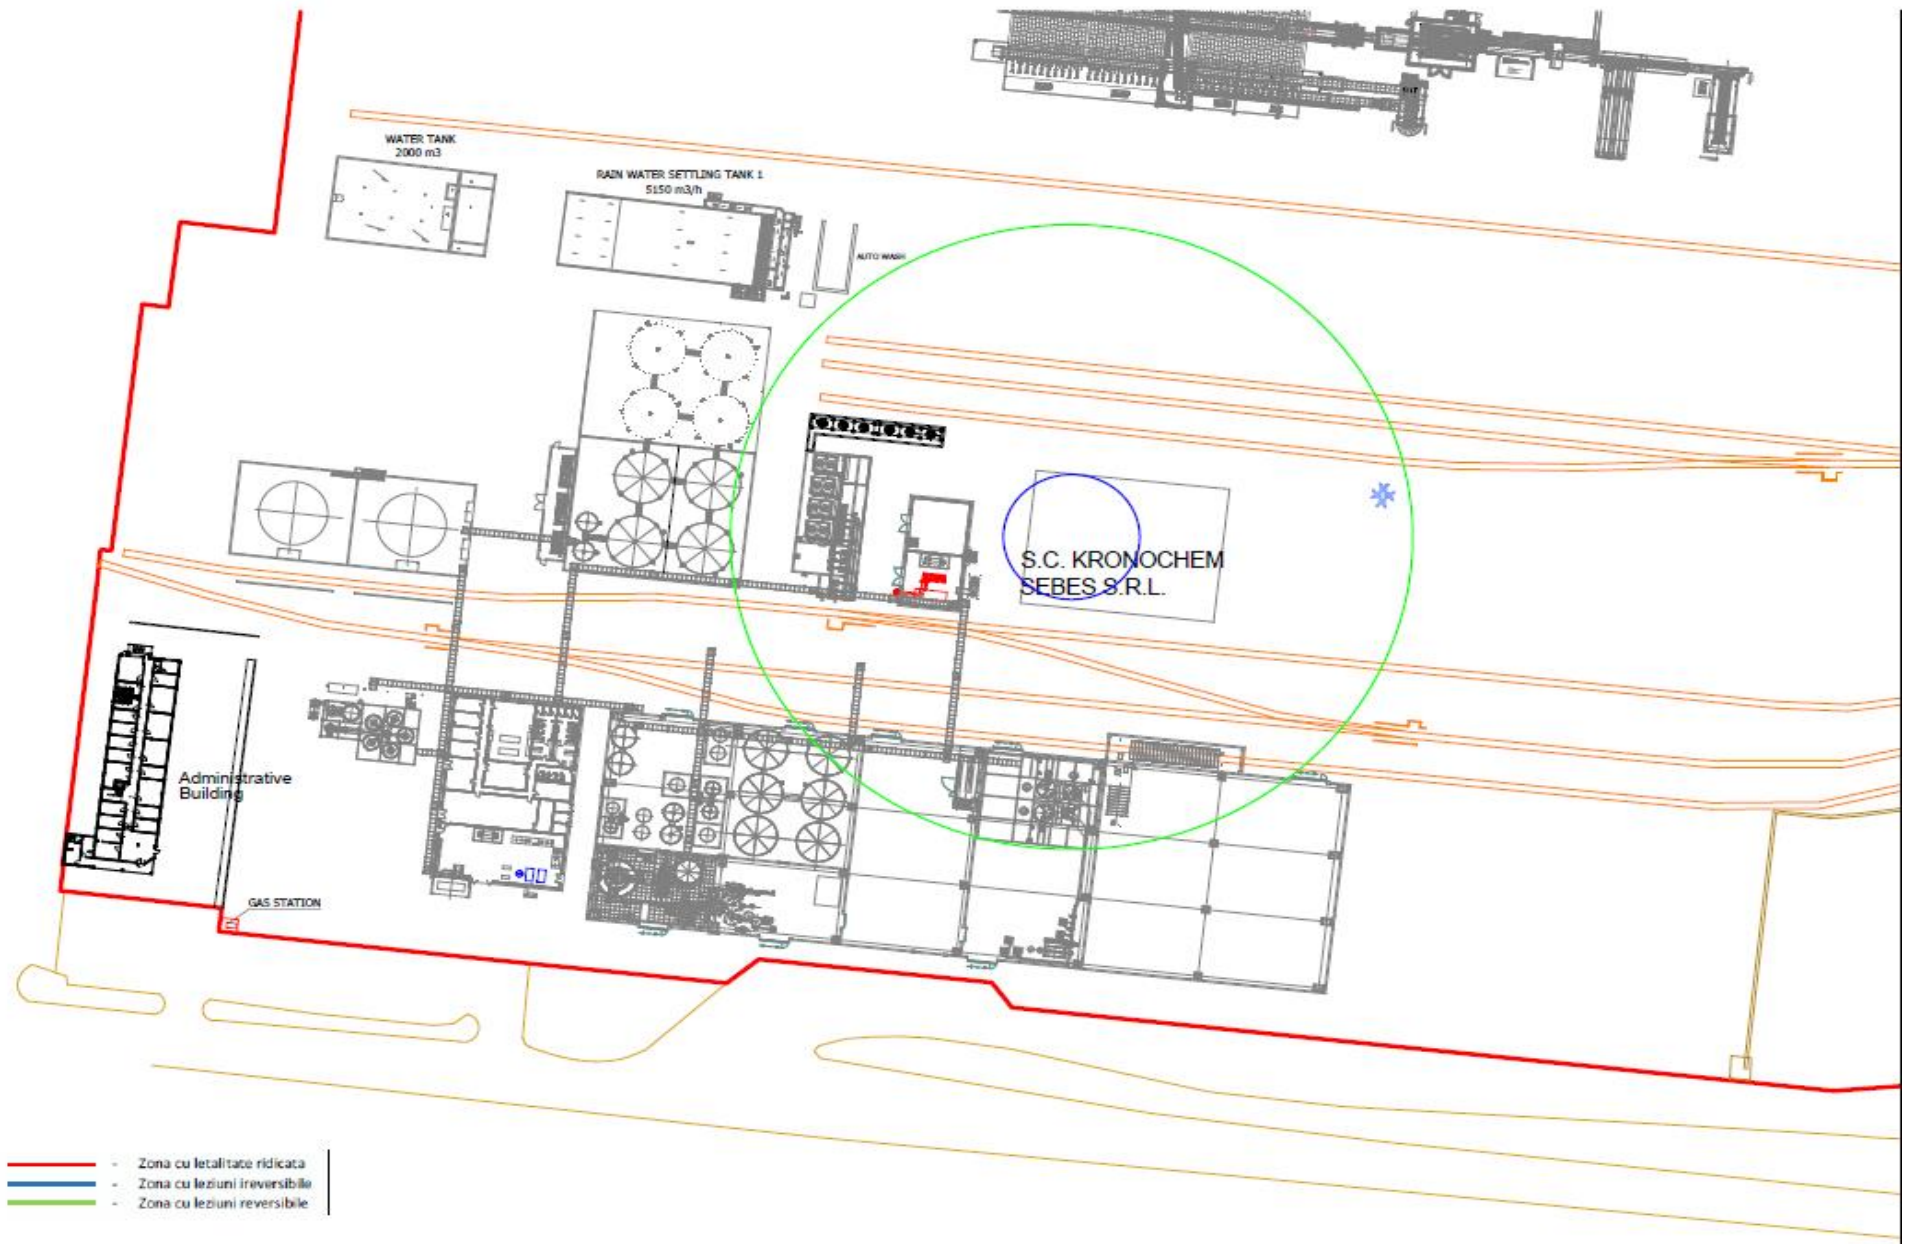 WATER TANK
2000 m3
RAIN WATER SETTLING TANK 1
5150 m3/h
AUTO WASH
S.C. KRONOCHEM
SEBES S.R.L.
Administrative
Building
GAS STATION
- Zona cu letalitate ridicata
- Zona cu leziuni ireversibile
- Zona cu leziuni reversibile